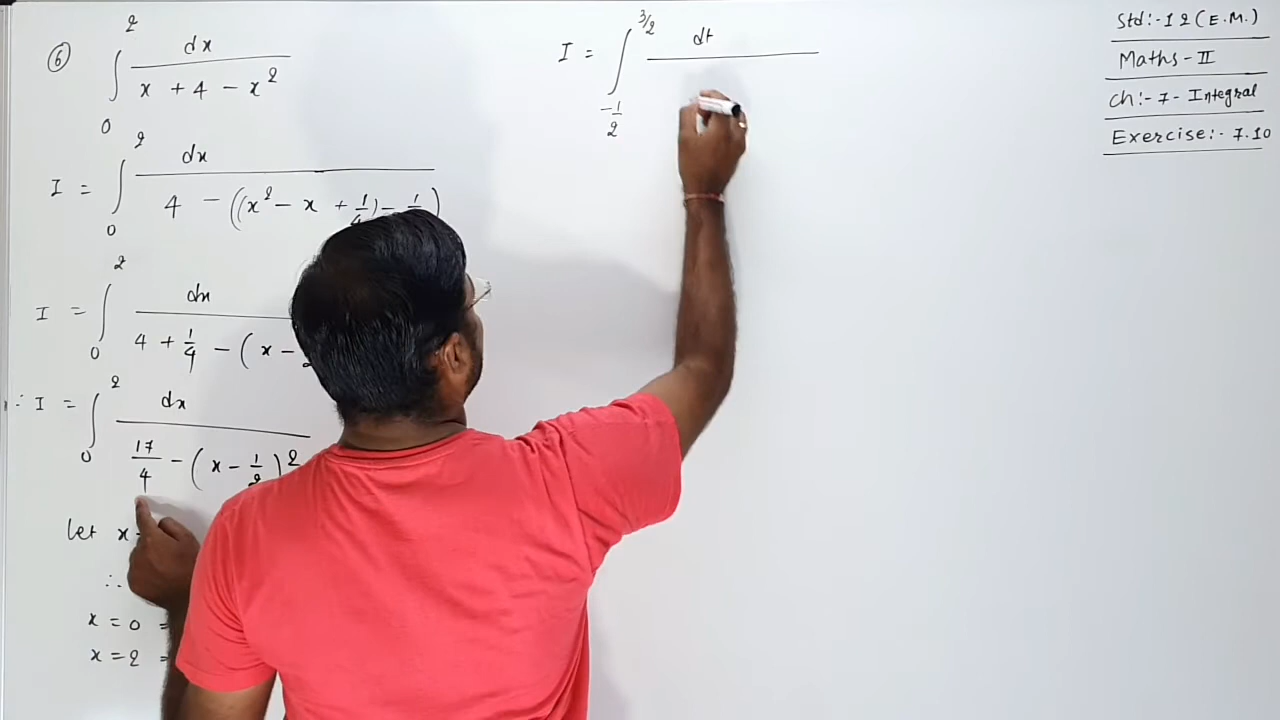 ⑥ ∫₀² dx / (x + 4 - x²)
I = ∫₀² dx / (4 - ((x² - x + 1/4) - 1/
I = ∫₀² dx / (4 + 1/4 - (x -
∴ I = ∫₀² dx / (17/4 - (x - 1/2)²
let x
∴
x = 0 =
x = 2 =
I = ∫_{-1/2}^{3/2} dt /
Std:- 12 (E.M.)
Maths - II
Ch:- 7 - Integral
Exercise:- 7.10